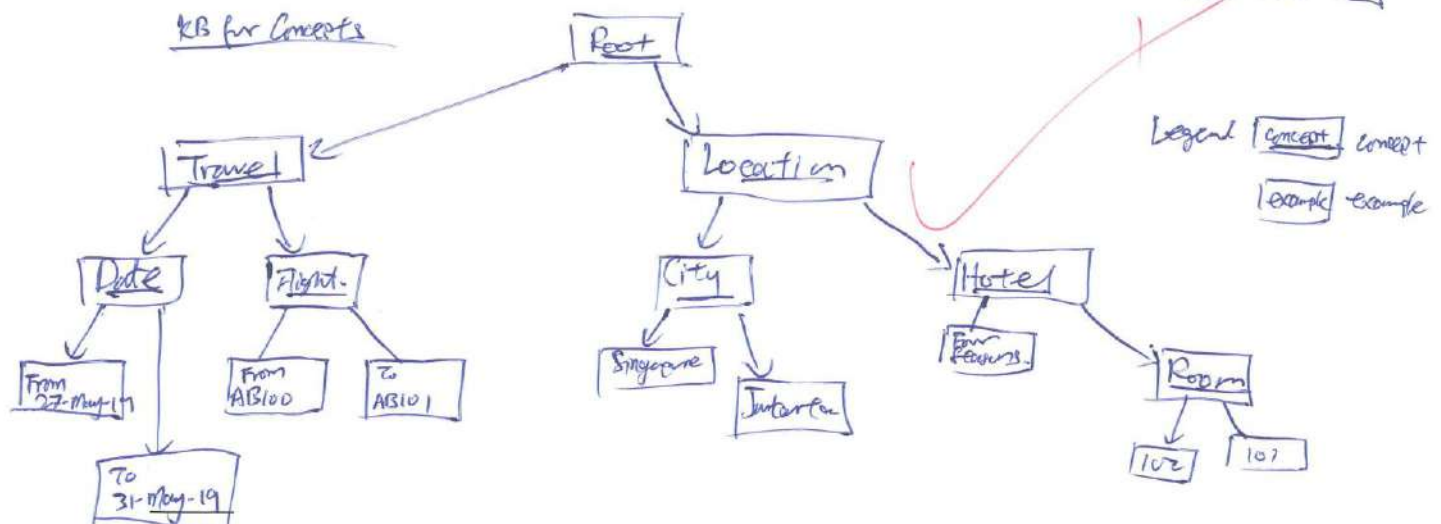 KB for Concepts
Root
Legend concept concept
example example
Travel
Location
Date
Flight
City
Hotel
From
27-May-19
From
AB100
To
AB101
Singapore
Jakarta
Four
Seasons
Room
102
101
To
31-May-19